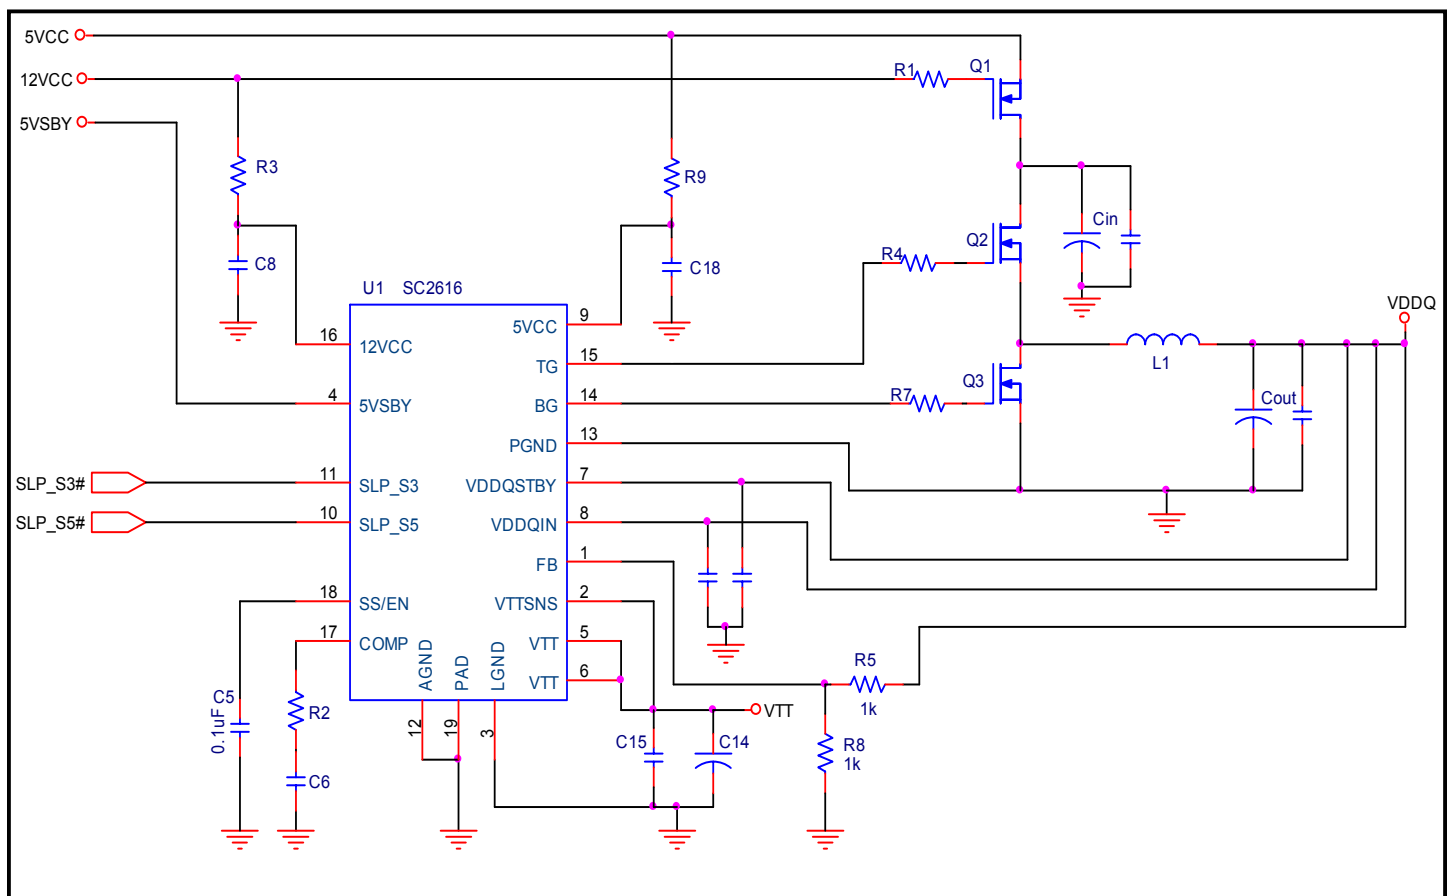 5VCC
12VCC
5VSBY
R1
Q1
R3
R9
C8
C18
R4
Q2
Cin
U1 SC2616
VDDQ
16
12VCC
4
5VSBY
11
SLP_S3
10
SLP_S5
18
SS/EN
17
COMP
SLP_S3#
SLP_S5#
5VCC
9
TG
15
BG
14
PGND
13
VDDQSTBY
7
VDDQIN
8
FB
1
VTTSNS
2
VTT
5
VTT
6
AGND
PAD
LGND
12
19
3
R7
Q3
L1
Cout
C5
0.1uF
R2
C6
C15
C14
VTT
R5
1k
R8
1k